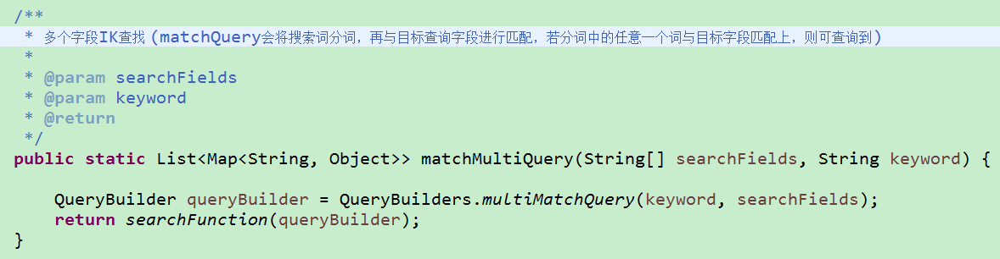 /**
 * 多个字段IK查找 (matchQuery会将搜索词分词，再与目标查询字段进行匹配，若分词中的任意一个词与目标字段匹配上，则可查询到)
 *
 * @param searchFields
 * @param keyword
 * @return
 */
public static List<Map<String, Object>> matchMultiQuery(String[] searchFields, String keyword) {
    QueryBuilder queryBuilder = QueryBuilders.multiMatchQuery(keyword, searchFields);
    return searchFunction(queryBuilder);
}